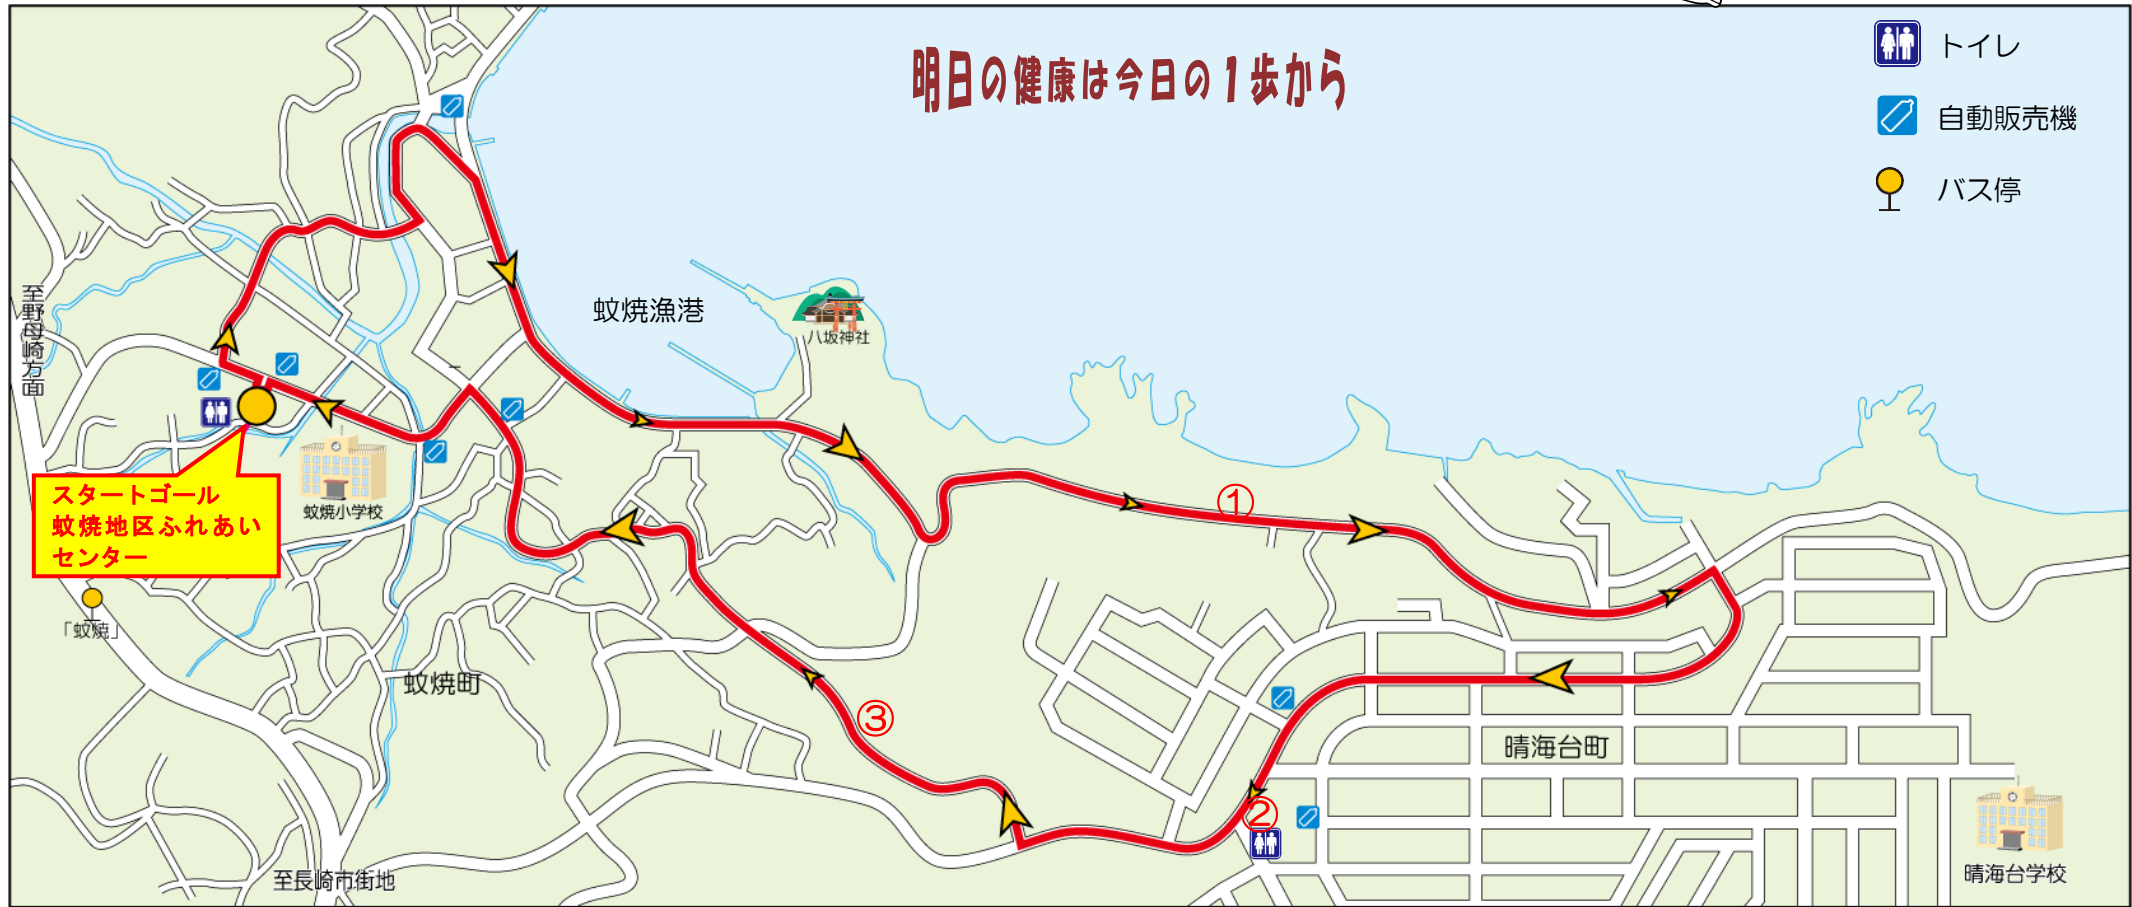 明日の健康は今日の1歩から
トイレ
自動販売機
バス停
至野母崎方面
蚊焼漁港
八坂神社
①
蚊焼小学校
スタートゴール
蚊焼地区ふれあい
センター
「蚊焼」
蚊焼町
③
晴海台町
②
至長崎市街地
晴海台学校